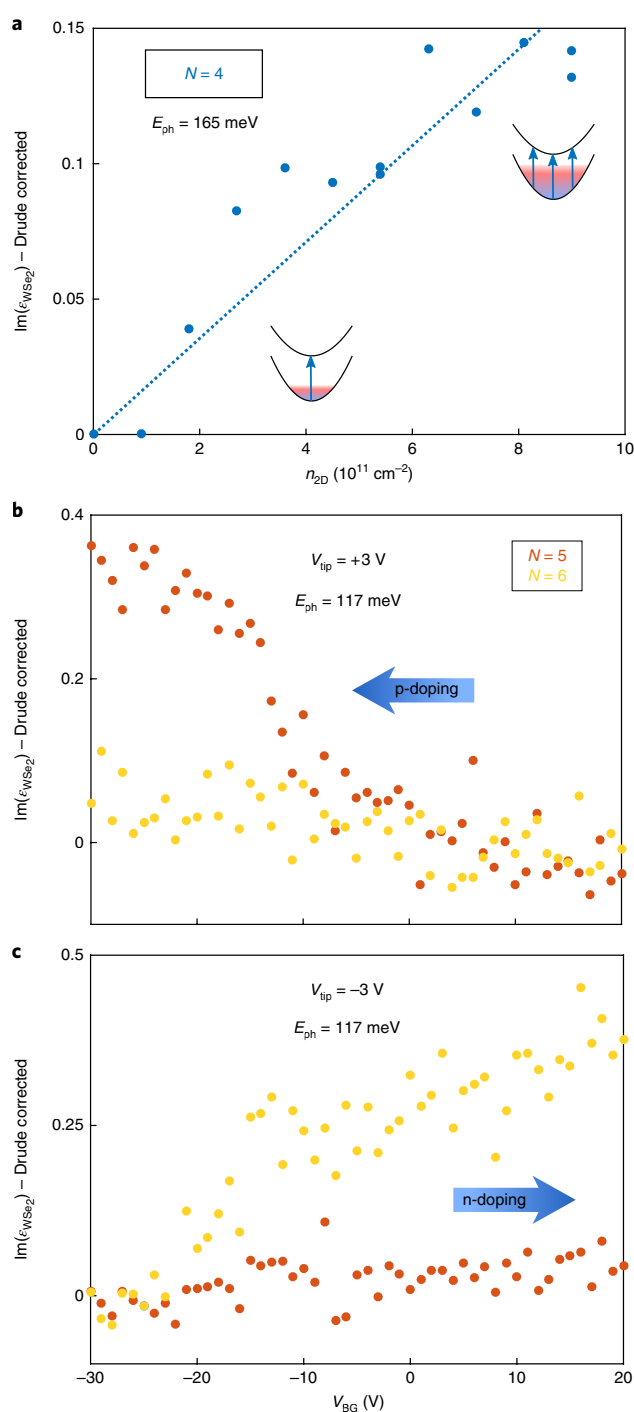 a
0.15
N = 4
E_ph = 165 meV
0.1
0.05
0
Im(ε_WSe₂) – Drude corrected
0 2 4 6 8 10
n_2D (10¹¹ cm⁻²)
b
0.4
V_tip = +3 V
N = 5
N = 6
E_ph = 117 meV
0.2
p-doping
0
Im(ε_WSe₂) – Drude corrected
c
0.5
V_tip = –3 V
E_ph = 117 meV
0.25
n-doping
0
Im(ε_WSe₂) – Drude corrected
–30 –20 –10 0 10 20
V_BG (V)